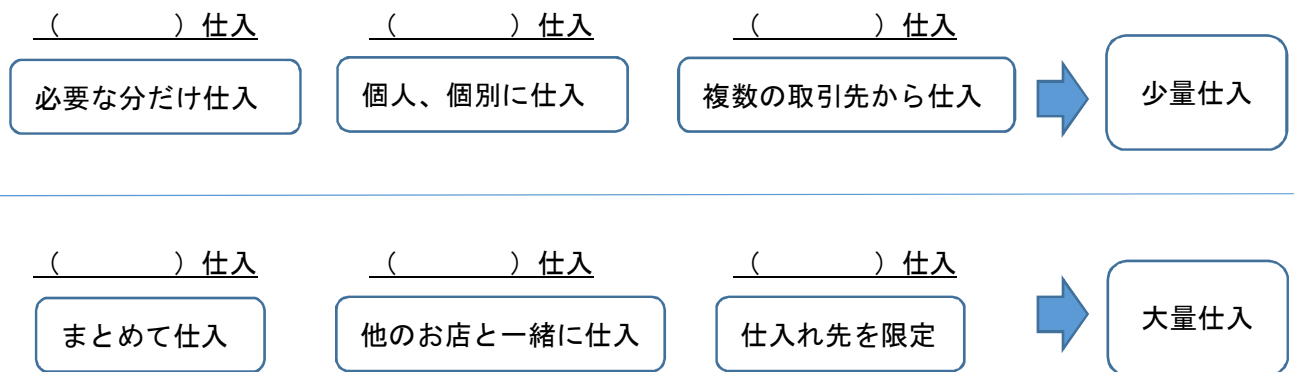 （　　　　）仕入　（　　　　）仕入　（　　　　）仕入
必要な分だけ仕入　個人、個別に仕入　複数の取引先から仕入　少量仕入
（　　　　）仕入　（　　　　）仕入　（　　　　）仕入
まとめて仕入　他のお店と一緒に仕入　仕入れ先を限定　大量仕入